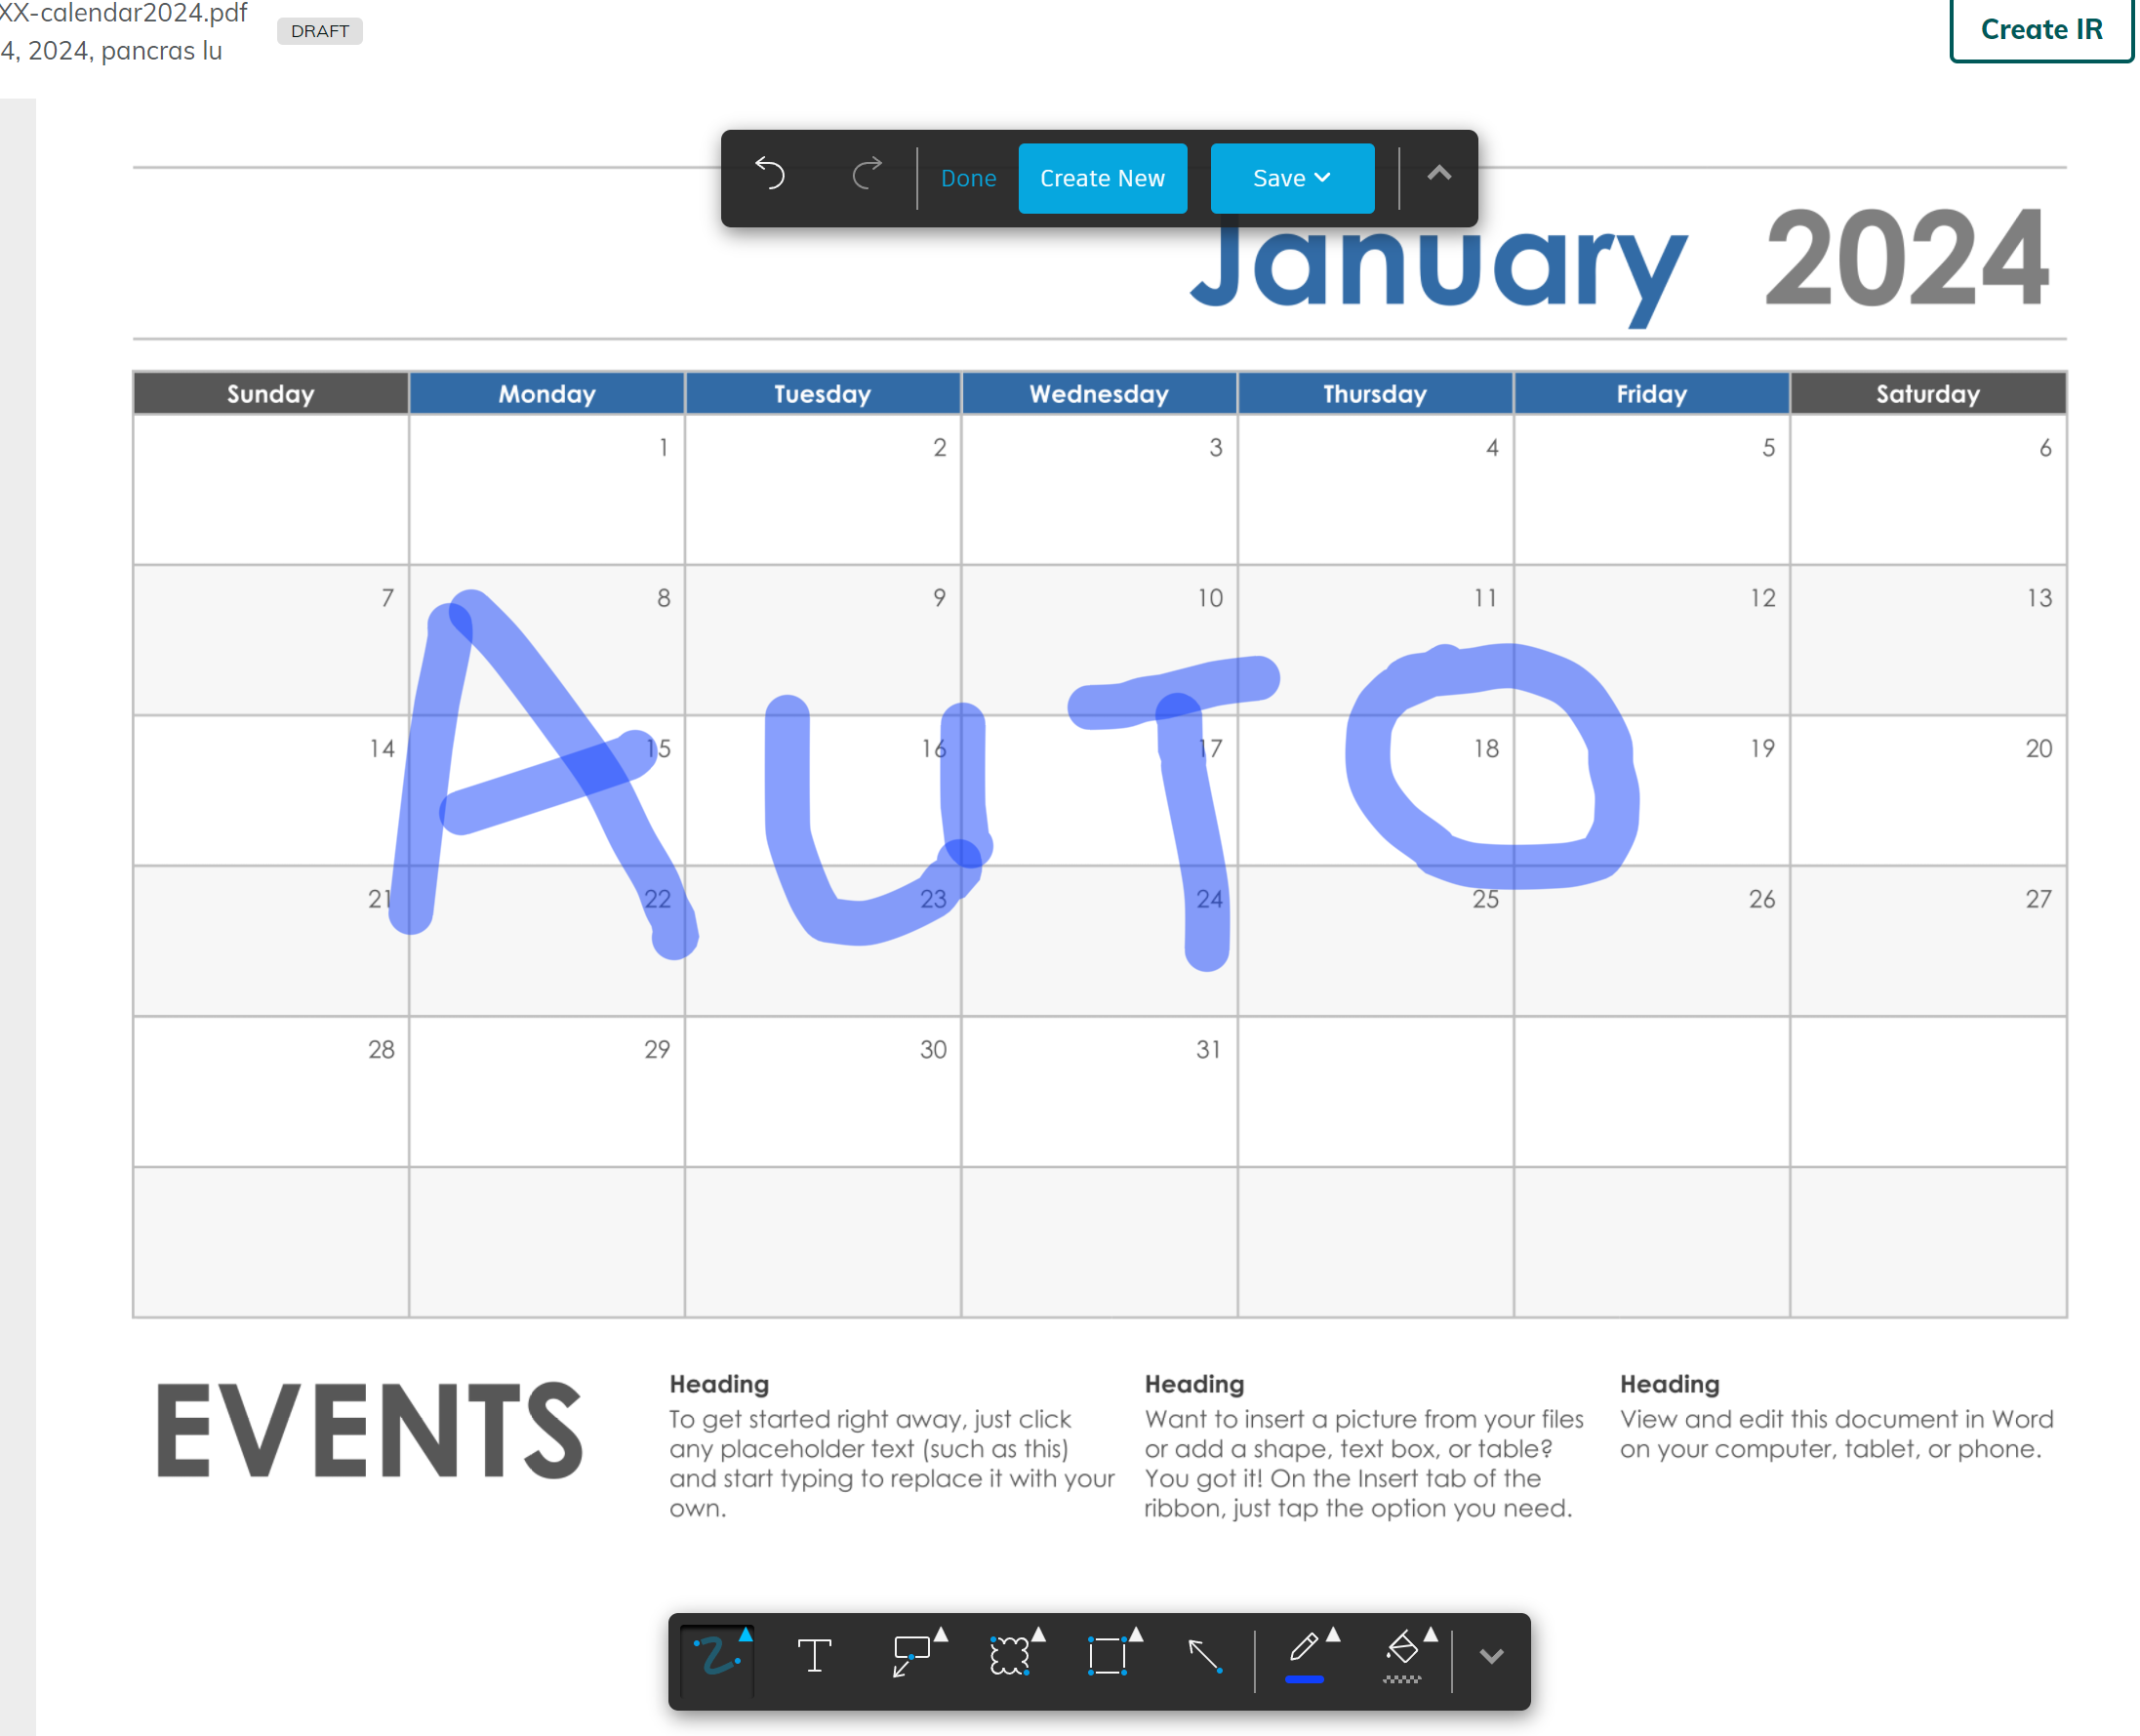 XX-calendar2024.pdf
4, 2024, pancras lu
DRAFT
Create IR
Done
Create New
Save
January 2024
Sunday Monday Tuesday Wednesday Thursday Friday Saturday
1 2 3 4 5 6
7 8 9 10 11 12 13
14 15 16 17 18 19 20
21 22 23 24 25 26 27
28 29 30 31
AUTO
EVENTS
Heading
To get started right away, just click
any placeholder text (such as this)
and start typing to replace it with your
own.
Heading
Want to insert a picture from your files
or add a shape, text box, or table?
You got it! On the Insert tab of the
ribbon, just tap the option you need.
Heading
View and edit this document in Word
on your computer, tablet, or phone.
T